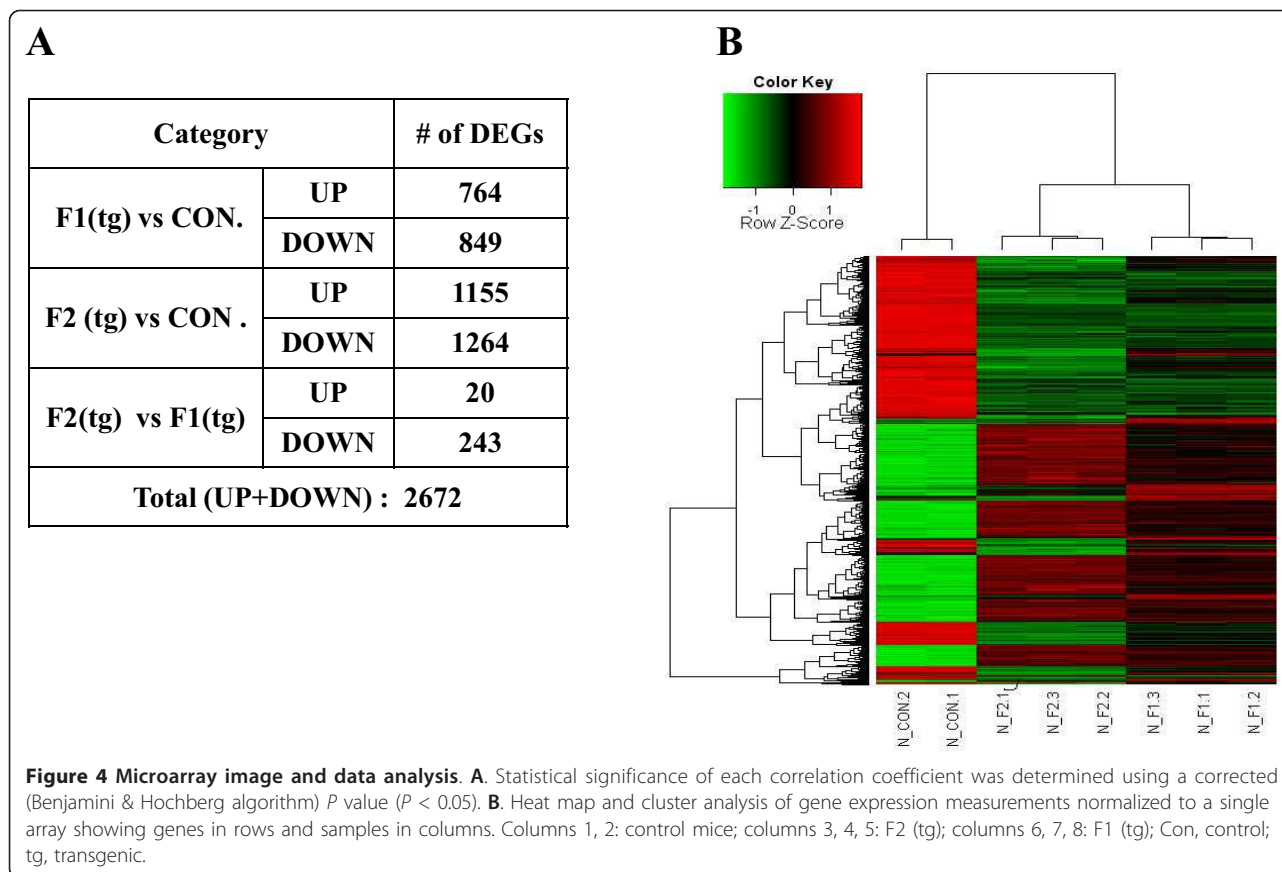 A
Category # of DEGs
F1(tg) vs CON. UP 764
DOWN 849
F2 (tg) vs CON . UP 1155
DOWN 1264
F2(tg) vs F1(tg) UP 20
DOWN 243
Total (UP+DOWN) : 2672
B
Color Key
-1 0 1
Row Z-Score
N_CON.2
N_CON.1
N_F2.1
N_F2.3
N_F2.2
N_F1.3
N_F1.1
N_F1.2
Figure 4 Microarray image and data analysis. A. Statistical significance of each correlation coefficient was determined using a corrected
(Benjamini & Hochberg algorithm) P value (P < 0.05). B. Heat map and cluster analysis of gene expression measurements normalized to a single
array showing genes in rows and samples in columns. Columns 1, 2: control mice; columns 3, 4, 5: F2 (tg); columns 6, 7, 8: F1 (tg); Con, control;
tg, transgenic.